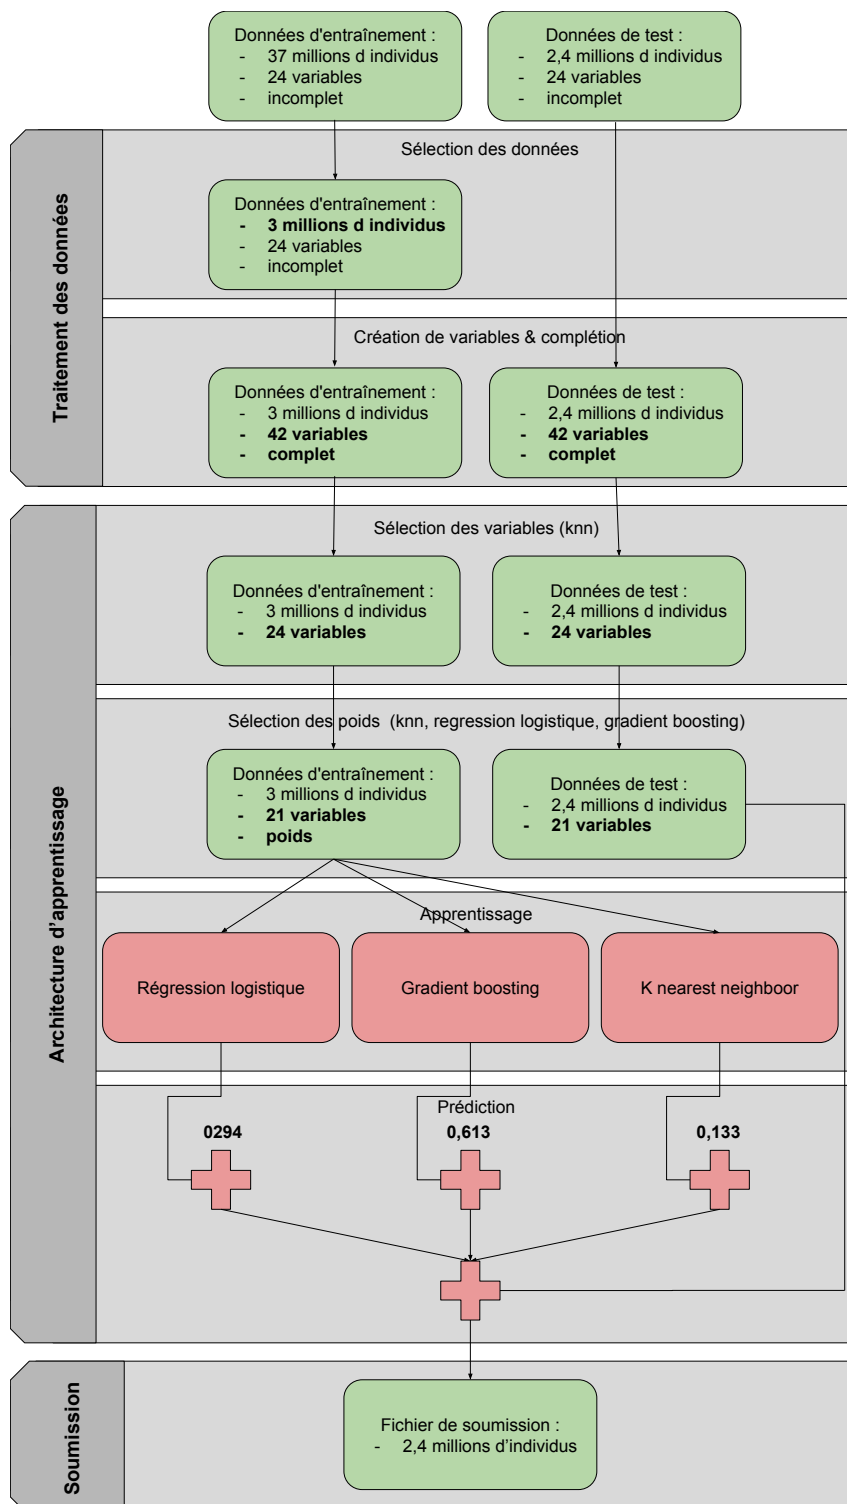 Données d'entraînement :
- 37 millions d individus
- 24 variables
- incomplet
Données de test :
- 2,4 millions d individus
- 24 variables
- incomplet
Traitement des données
Sélection des données
Données d'entraînement :
- 3 millions d individus
- 24 variables
- incomplet
Création de variables & complétion
Données d'entraînement :
- 3 millions d individus
- 42 variables
- complet
Données de test :
- 2,4 millions d individus
- 42 variables
- complet
Architecture d'apprentissage
Sélection des variables (knn)
Données d'entraînement :
- 3 millions d individus
- 24 variables
Données de test :
- 2,4 millions d individus
- 24 variables
Sélection des poids (knn, regression logistique, gradient boosting)
Données d'entraînement :
- 3 millions d individus
- 21 variables
- poids
Données de test :
- 2,4 millions d individus
- 21 variables
Apprentissage
Régression logistique
Gradient boosting
K nearest neighboor
Prédiction
0294
0,613
0,133
Soumission
Fichier de soumission :
- 2,4 millions d'individus